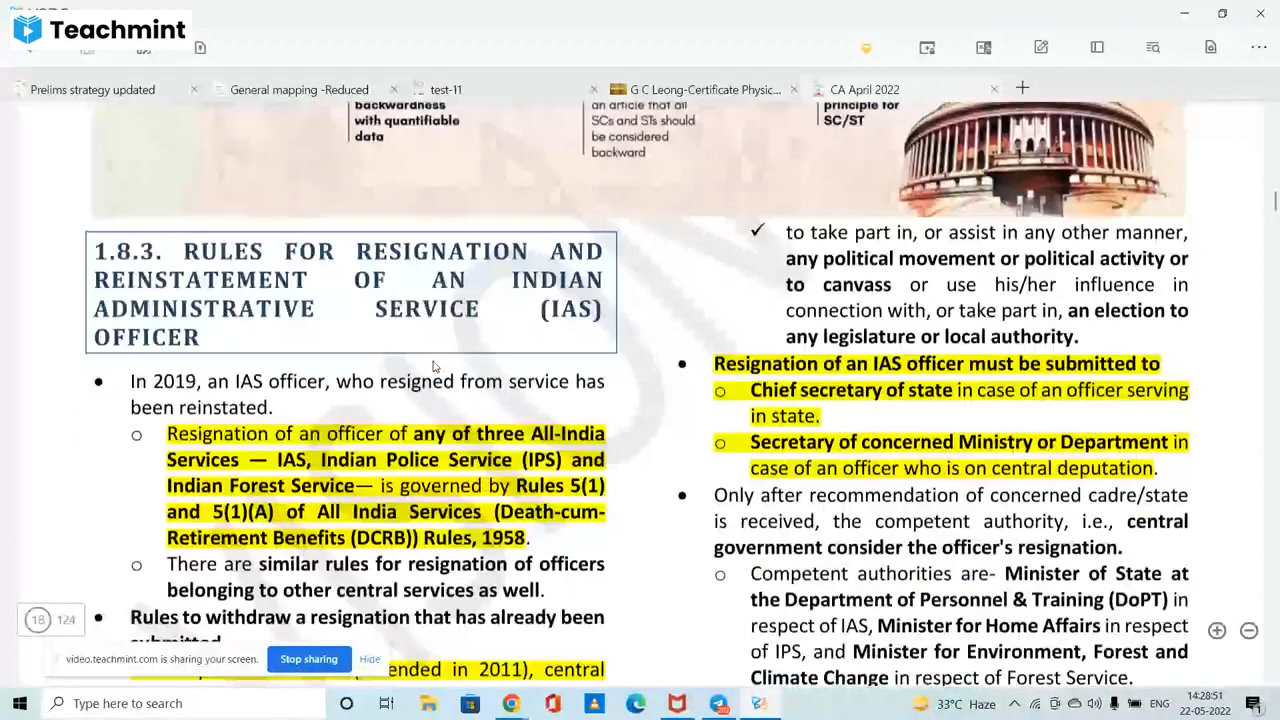 Teachmint
Prelims strategy updated
General mapping -Reduced
test-11
G C Leong-Certificate Physic...
CA April 2022
backwardness
with quantifiable
data
an article that all
SCs and STs should
be considered
backward
principle for
SC/ST
1.8.3. RULES FOR RESIGNATION AND
REINSTATEMENT OF AN INDIAN
ADMINISTRATIVE SERVICE (IAS)
OFFICER
• In 2019, an IAS officer, who resigned from service has
been reinstated.
o Resignation of an officer of any of three All-India
Services — IAS, Indian Police Service (IPS) and
Indian Forest Service— is governed by Rules 5(1)
and 5(1)(A) of All India Services (Death-cum-
Retirement Benefits (DCRB)) Rules, 1958.
o There are similar rules for resignation of officers
belonging to other central services as well.
• Rules to withdraw a resignation that has already been
ended in 2011), central
✓ to take part in, or assist in any other manner,
any political movement or political activity or
to canvass or use his/her influence in
connection with, or take part in, an election to
any legislature or local authority.
• Resignation of an IAS officer must be submitted to
o Chief secretary of state in case of an officer serving
in state.
o Secretary of concerned Ministry or Department in
case of an officer who is on central deputation.
• Only after recommendation of concerned cadre/state
is received, the competent authority, i.e., central
government consider the officer's resignation.
o Competent authorities are- Minister of State at
the Department of Personnel & Training (DoPT) in
respect of IAS, Minister for Home Affairs in respect
of IPS, and Minister for Environment, Forest and
Climate Change in respect of Forest Service.
18 124
video.teachmint.com is sharing your screen.
Stop sharing
Hide
Type here to search
33°C Haze
ENG
14:28:51
22-05-2022